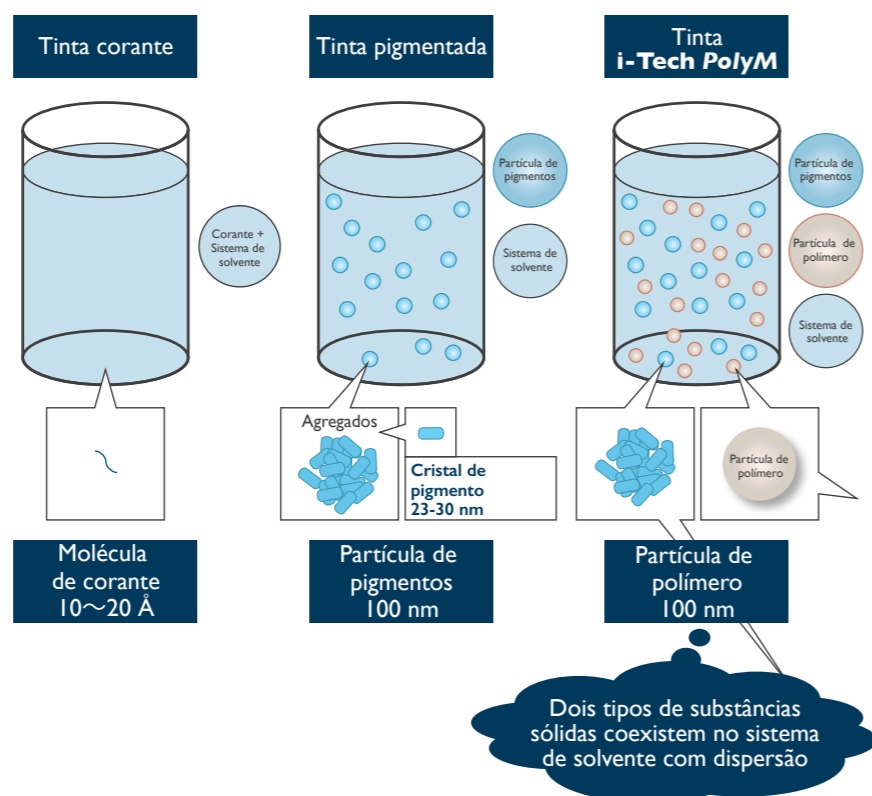 Tinta corante
Tinta pigmentada
Tinta
i-Tech PolyM
Corante +
Sistema de
solvente
Partícula de
pigmentos
Sistema de
solvente
Partícula de
pigmentos
Partícula de
polímero
Sistema de
solvente
Agregados
Cristal de
pigmento
23-30 nm
Partícula de
polímero
Molécula
de corante
10～20 Å
Partícula de
pigmentos
100 nm
Partícula de
polímero
100 nm
Dois tipos de substâncias
sólidas coexistem no sistema
de solvente com dispersão